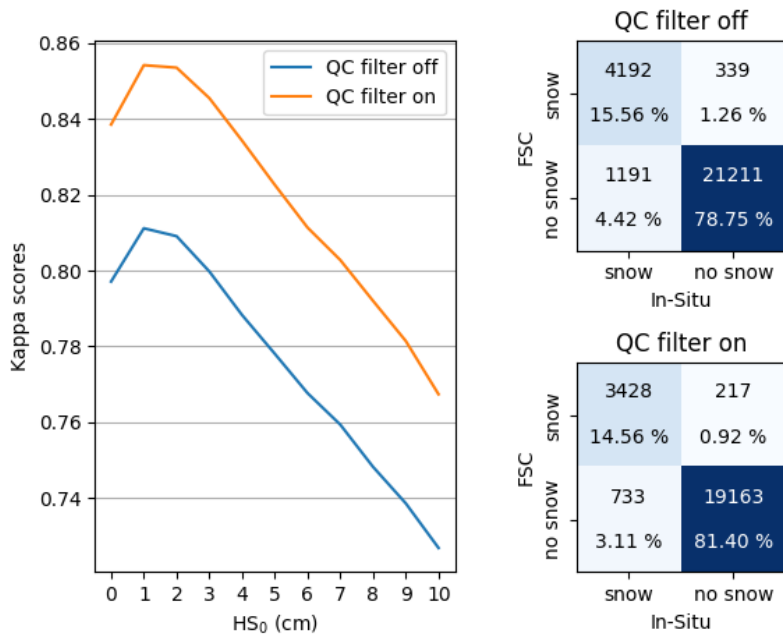 QC filter off
QC filter on
0.86
0.84
0.82
0.80
0.78
0.76
0.74
Kappa scores
0 1 2 3 4 5 6 7 8 9 10
HS₀ (cm)
QC filter off
FSC
snow
no snow
4192 339
15.56 % 1.26 %
1191 21211
4.42 % 78.75 %
snow no snow
In-Situ
QC filter on
FSC
snow
no snow
3428 217
14.56 % 0.92 %
733 19163
3.11 % 81.40 %
snow no snow
In-Situ